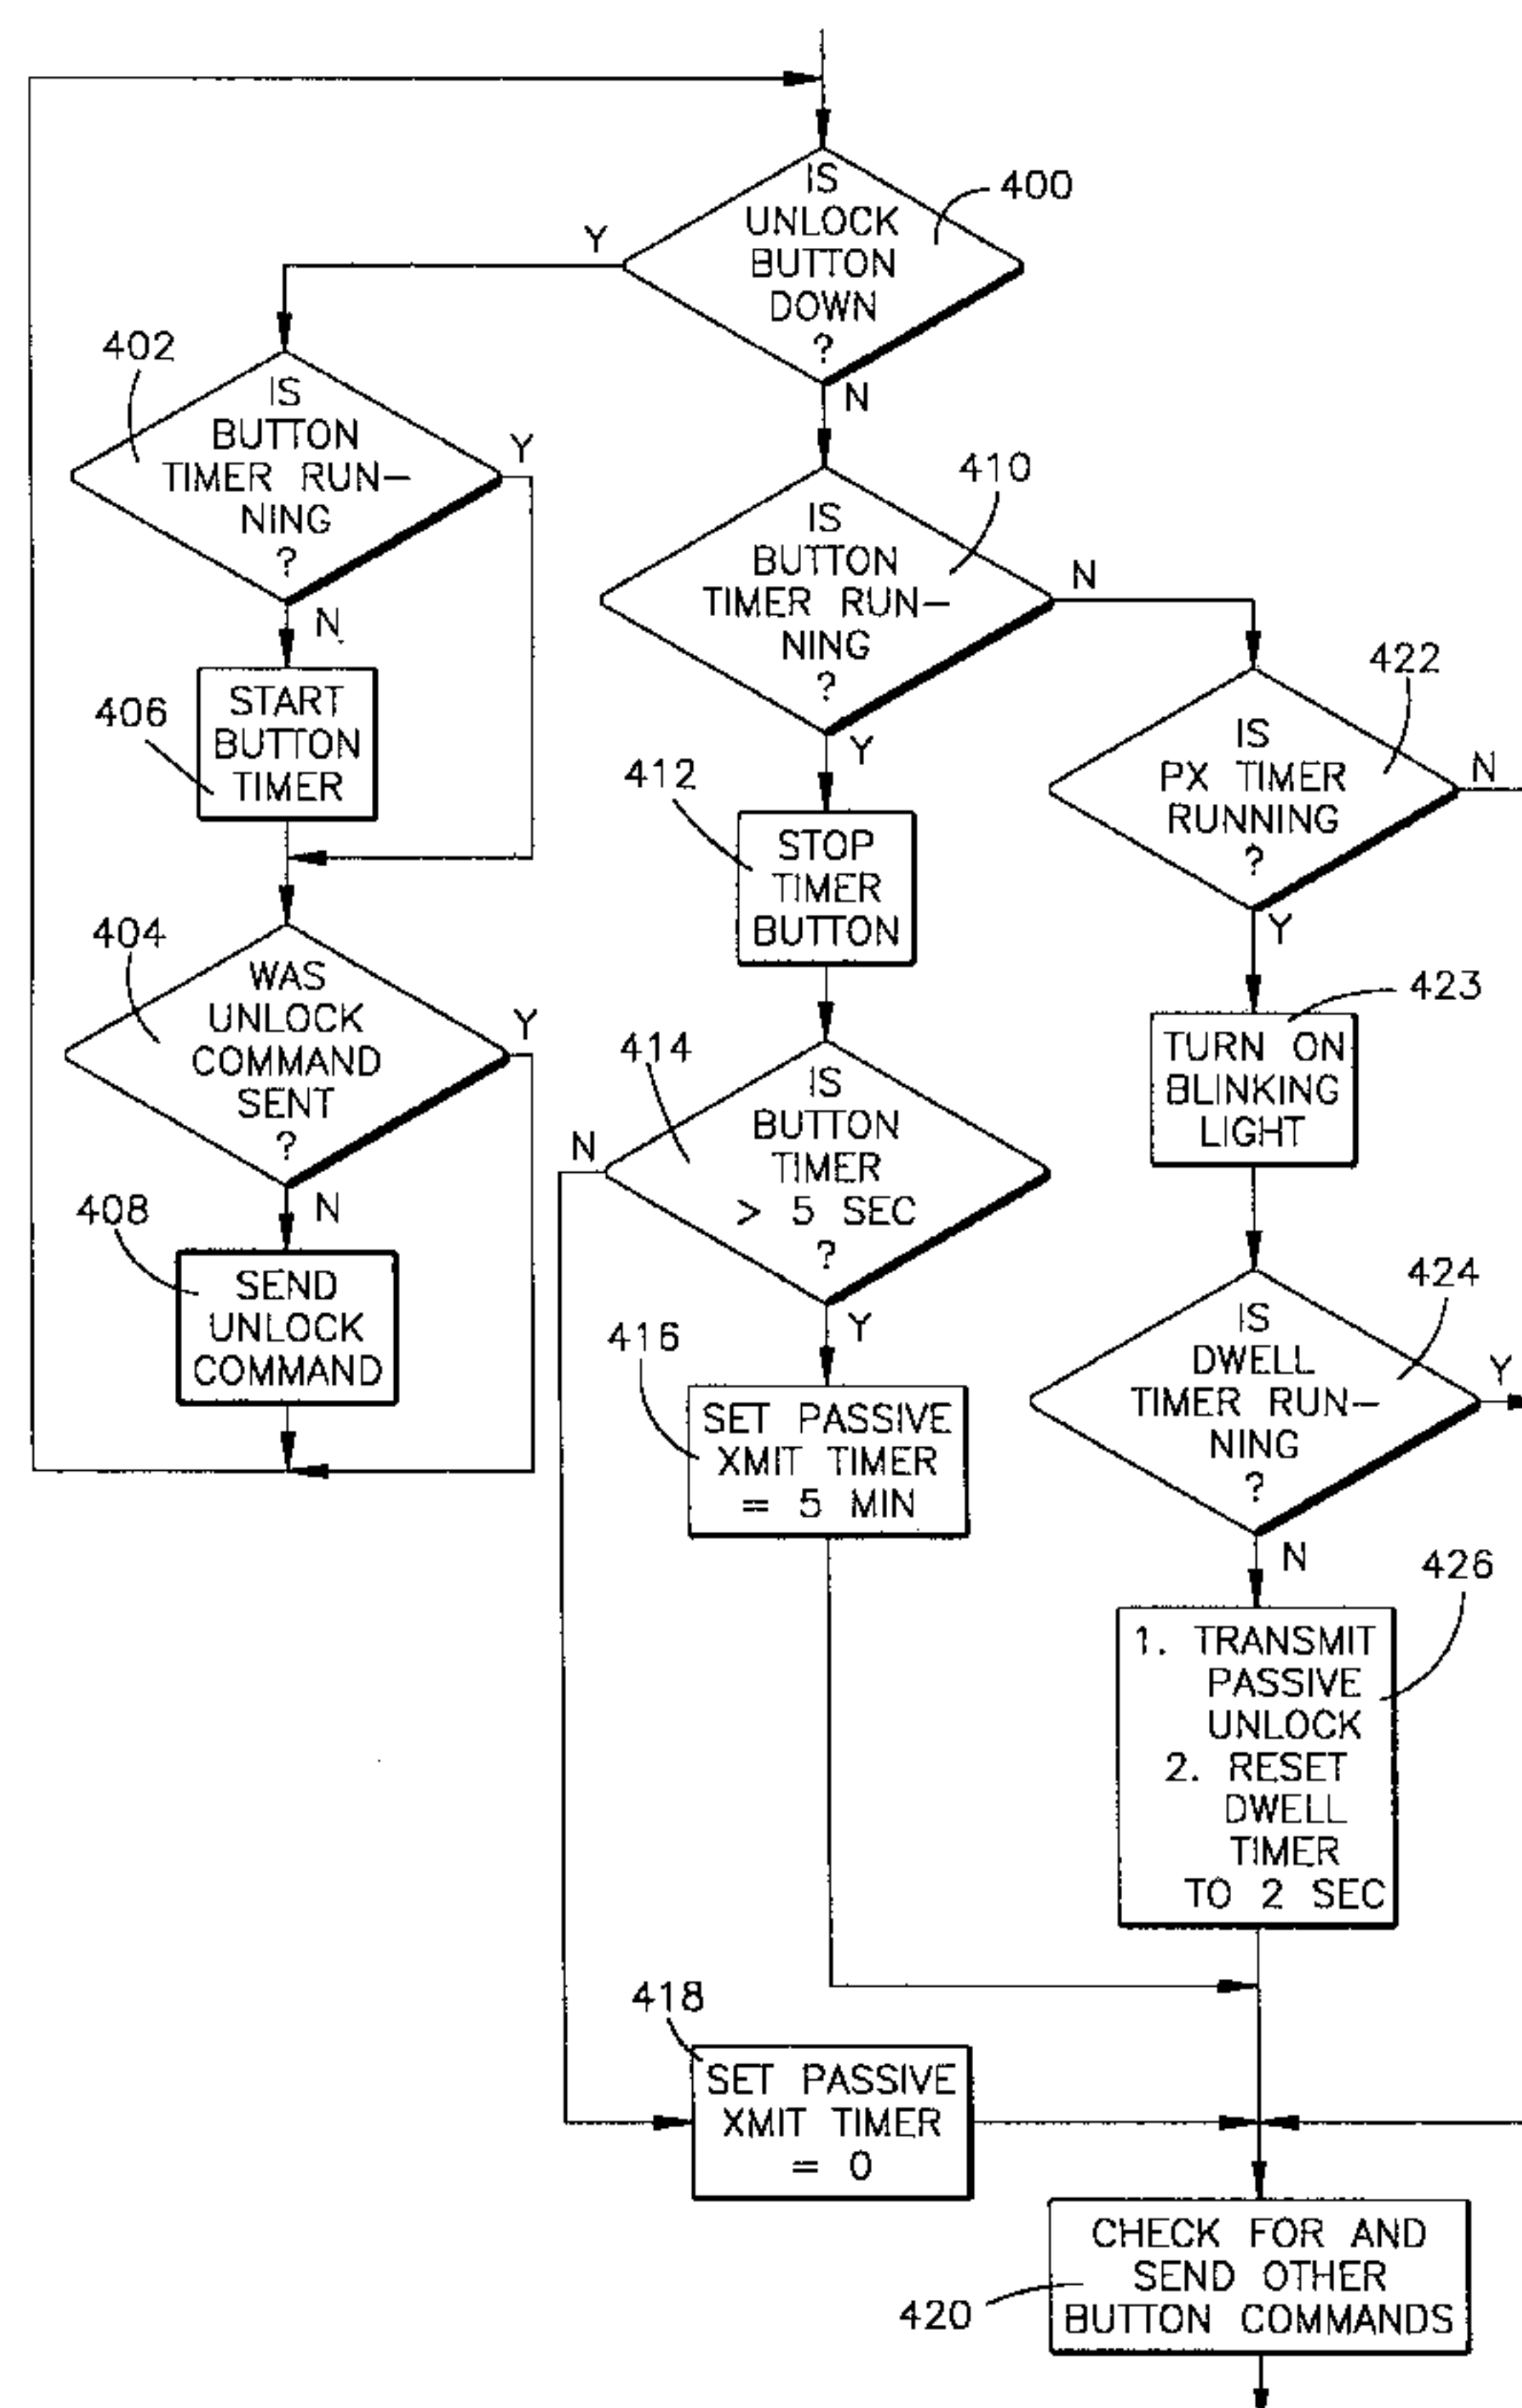 IS
UNLOCK
BUTTON
DOWN
?
400
Y
N
402
IS
BUTTON
TIMER RUN-
NING
?
Y
N
406
START
BUTTON
TIMER
404
WAS
UNLOCK
COMMAND
SENT
?
Y
N
408
SEND
UNLOCK
COMMAND
410
IS
BUTTON
TIMER RUN-
NING
?
N
Y
412
STOP
TIMER
BUTTON
414
IS
BUTTON
TIMER
> 5 SEC
?
N
Y
416
SET PASSIVE
XMIT TIMER
= 5 MIN
418
SET PASSIVE
XMIT TIMER
= 0
422
IS
PX TIMER
RUNNING
?
N
Y
423
TURN ON
BLINKING
LIGHT
424
IS
DWELL
TIMER RUN-
NING
?
Y
N
426
1. TRANSMIT
PASSIVE
UNLOCK
2. RESET
DWELL
TIMER
TO 2 SEC
420
CHECK FOR AND
SEND OTHER
BUTTON COMMANDS